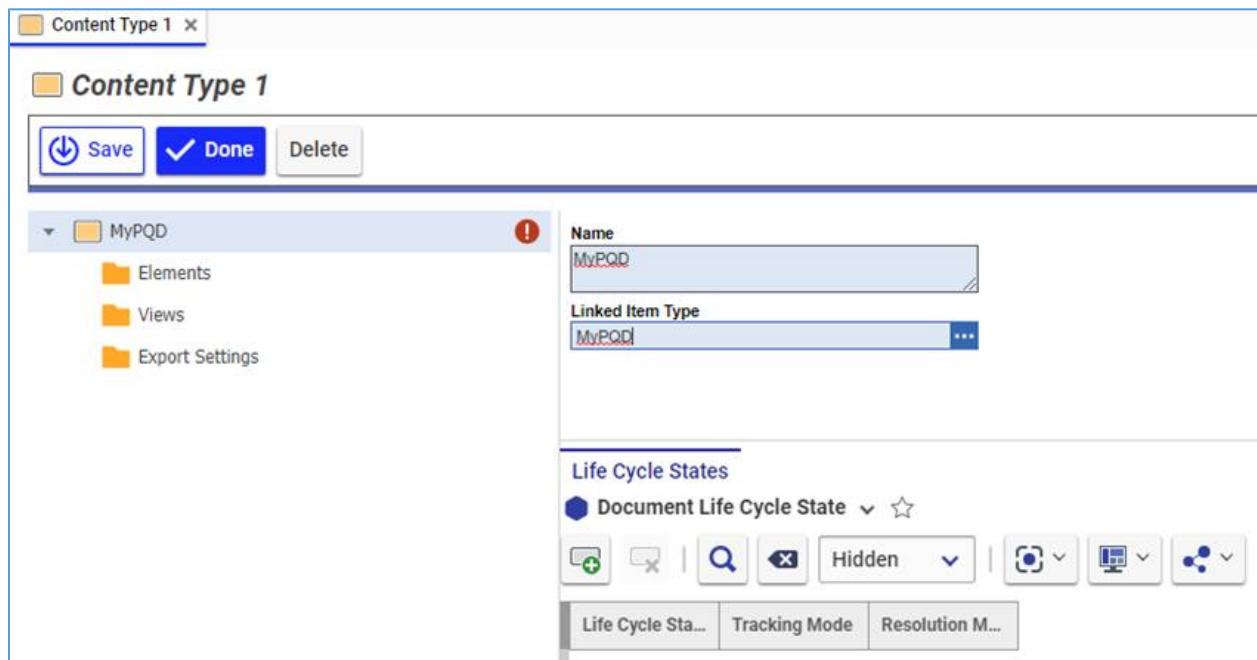 Content Type 1
Content Type 1
Save Done Delete
MyPQD
Elements
Views
Export Settings
Name
MyPQD
Linked Item Type
MyPQD
Life Cycle States
Document Life Cycle State
Hidden
Life Cycle Sta... Tracking Mode Resolution M...